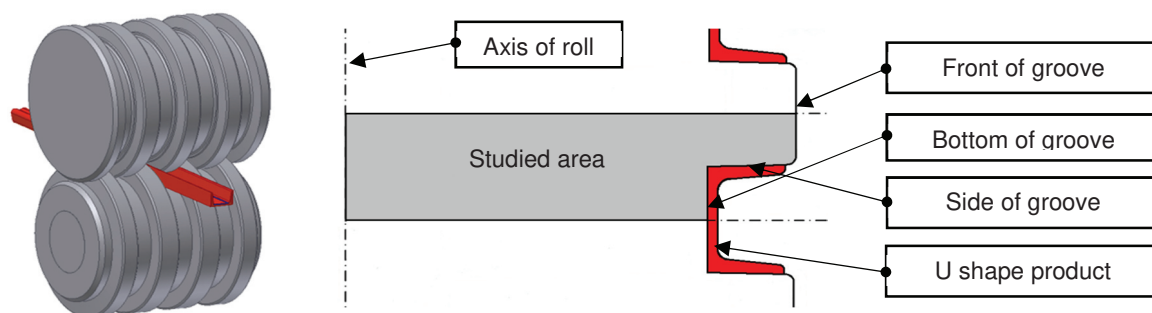 Axis of roll
Front of groove
Bottom of groove
Studied area
Side of groove
U shape product